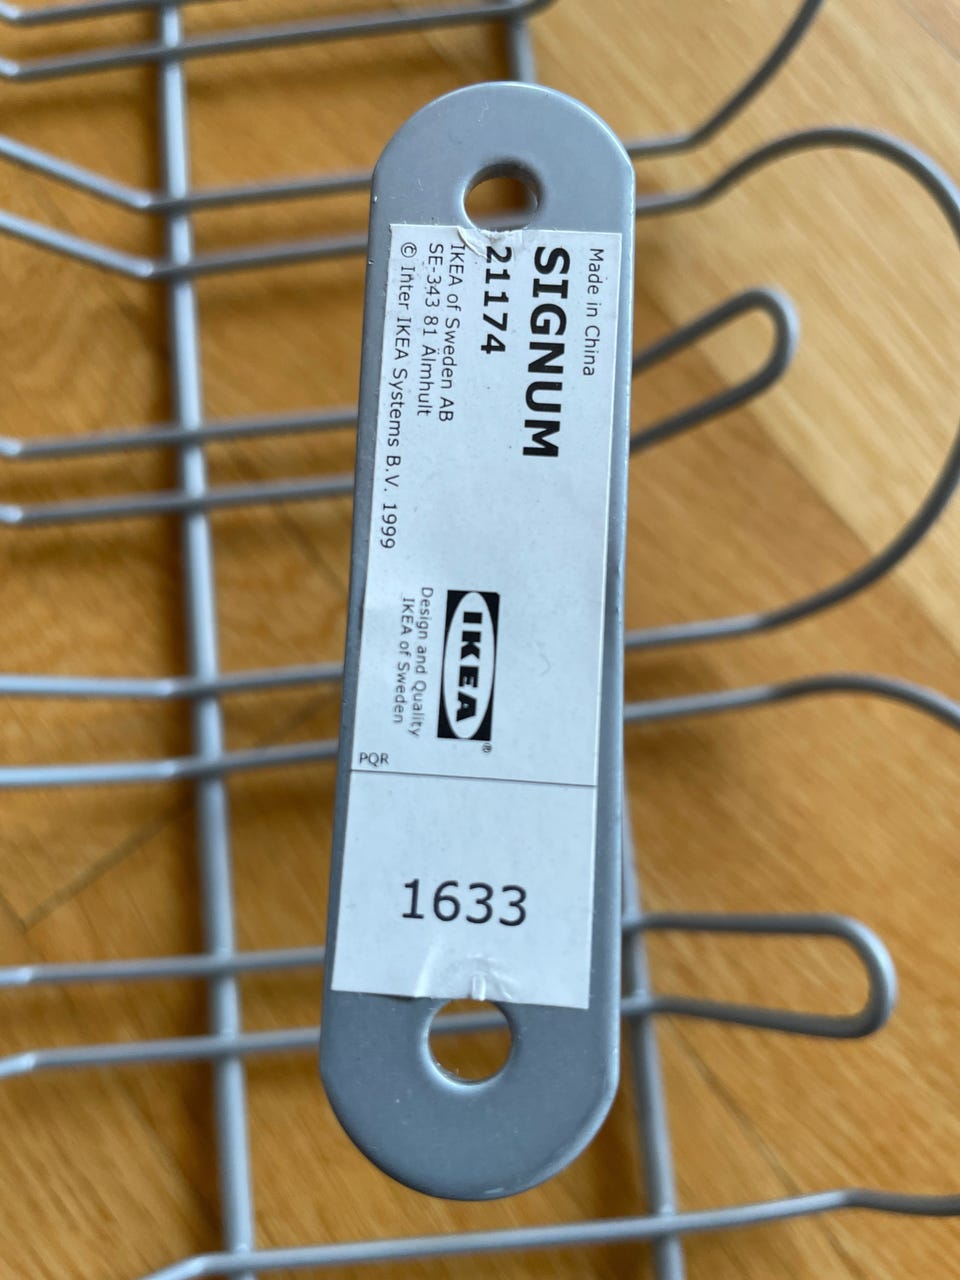 Made in China
SIGNUM
21174
IKEA of Sweden AB
SE-343 81 Älmhult
© Inter IKEA Systems B.V. 1999
IKEA®
Design and Quality
IKEA of Sweden
PQR
1633